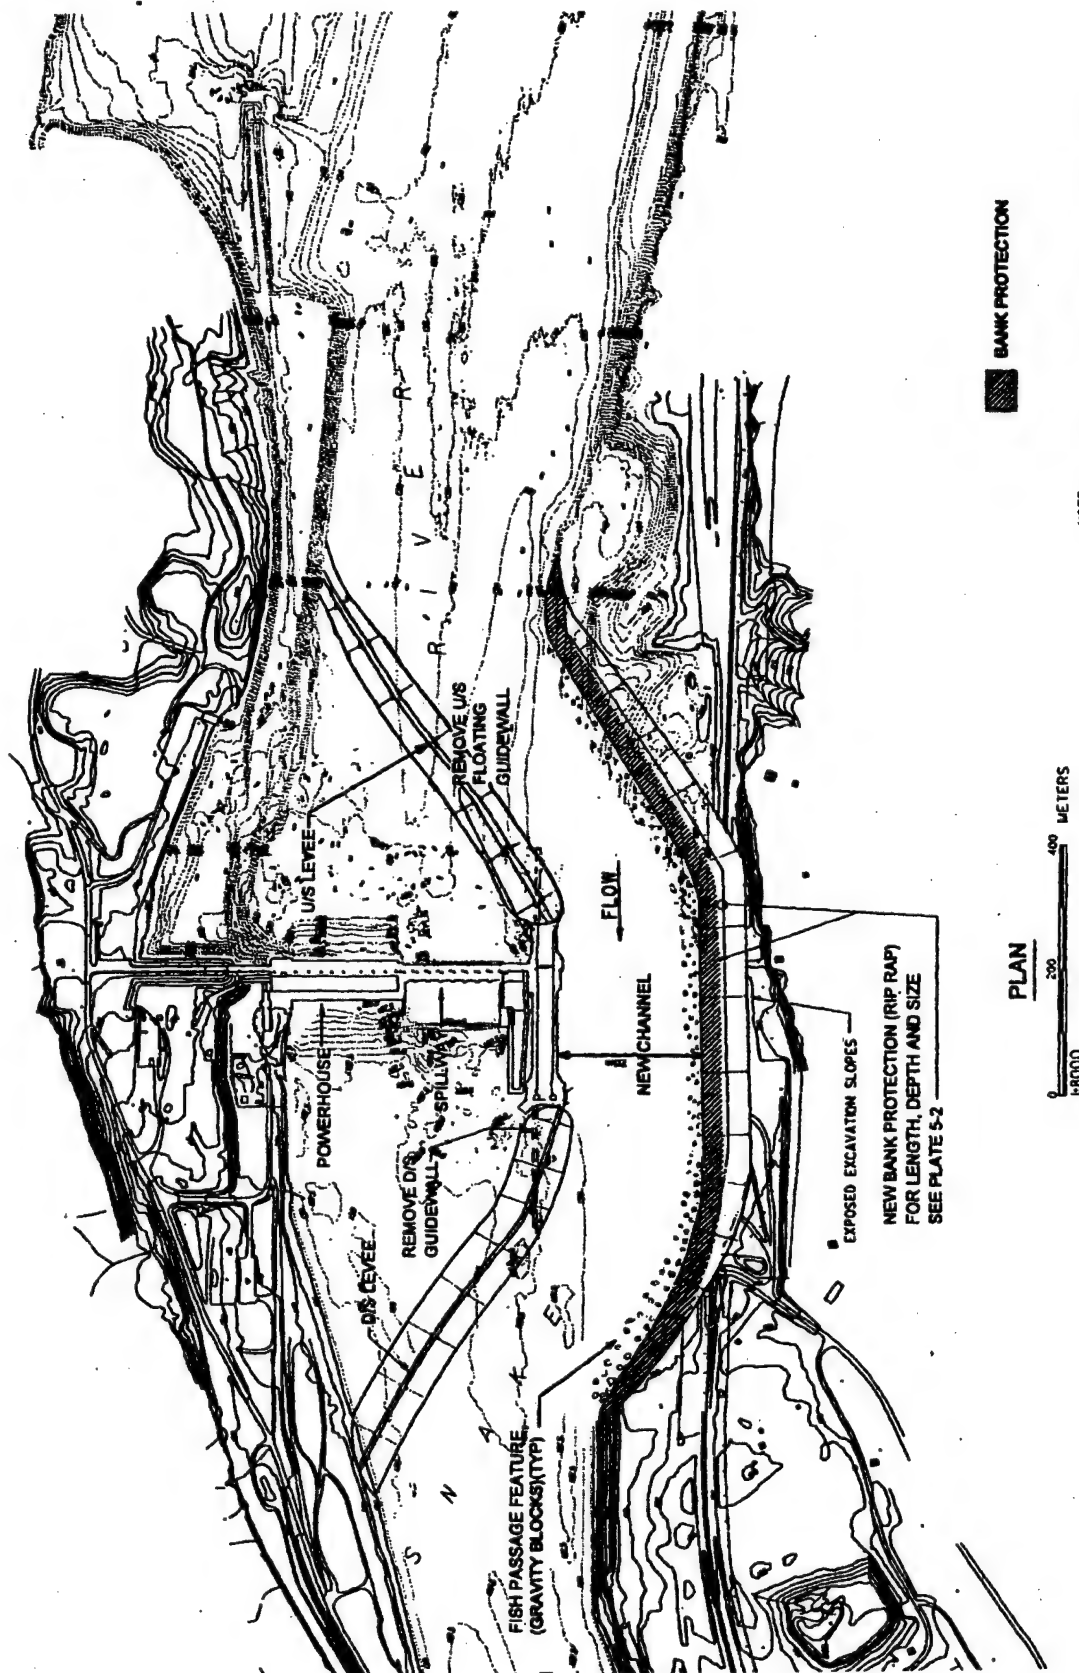 SNAKE
RIVER
U/S LEVEE
REMOVE U/S
FLOATING
GUIDEWALL
POWERHOUSE
SPILLWAY
REMOVE D/S
GUIDEWALL
D/S LEVEE
FLOW
NEW CHANNEL
FISH PASSAGE FEATURE
(GRAVITY BLOCKS)(TYP)
EXPOSED EXCAVATION SLOPES
NEW BANK PROTECTION (RIP RAP)
FOR LENGTH, DEPTH AND SIZE
SEE PLATE 5-2
BANK PROTECTION
PLAN
0 200 400 METERS
1:8000